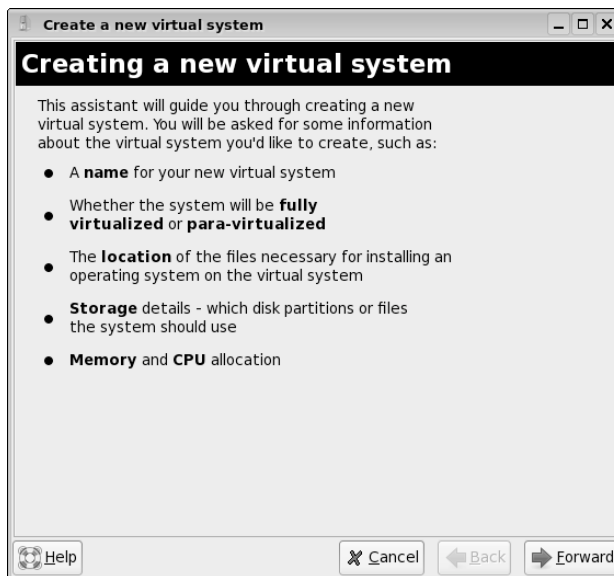 Create a new virtual system
Creating a new virtual system
This assistant will guide you through creating a new
virtual system. You will be asked for some information
about the virtual system you'd like to create, such as:
● A name for your new virtual system
● Whether the system will be fully
virtualized or para-virtualized
● The location of the files necessary for installing an
operating system on the virtual system
● Storage details - which disk partitions or files
the system should use
● Memory and CPU allocation
Help Cancel Back Forward